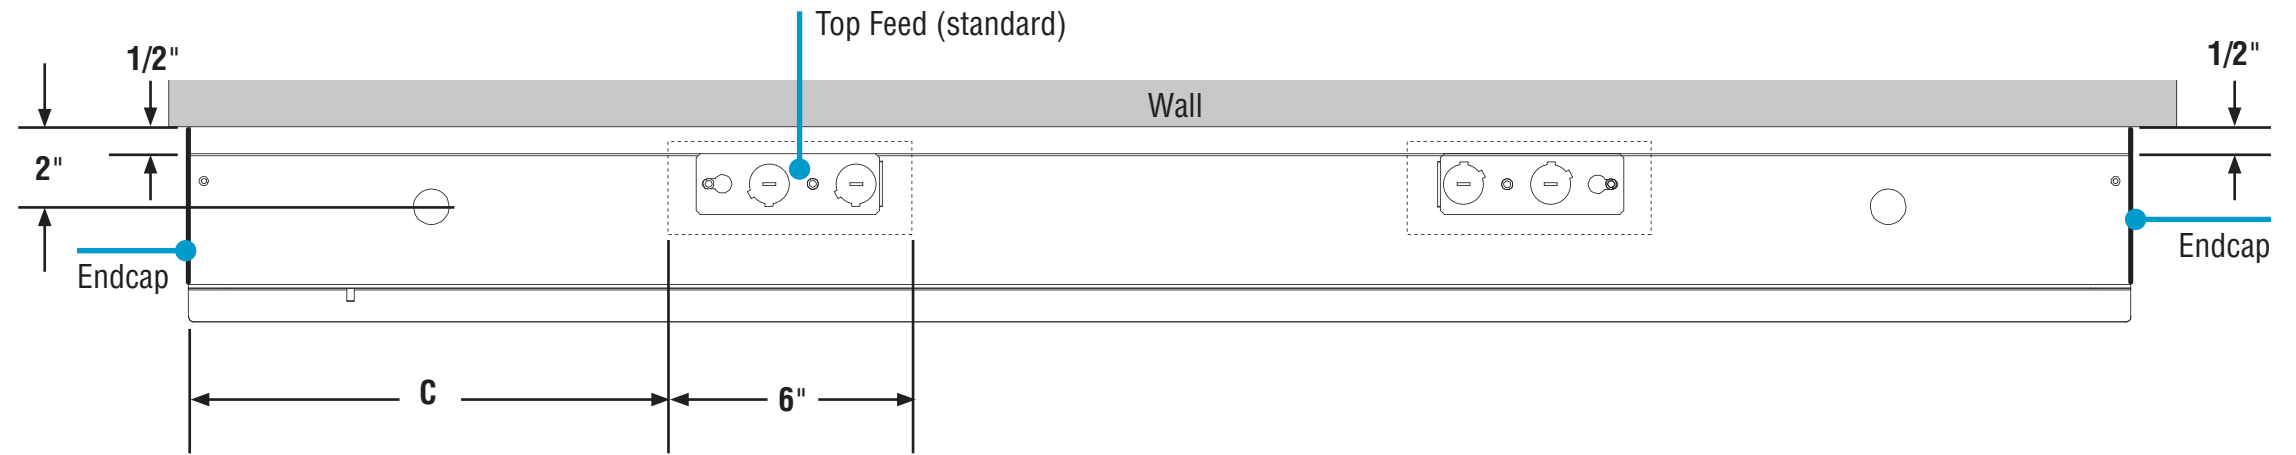 Top Feed (standard)
1/2"
1/2"
Wall
2"
Endcap
Endcap
C
6"